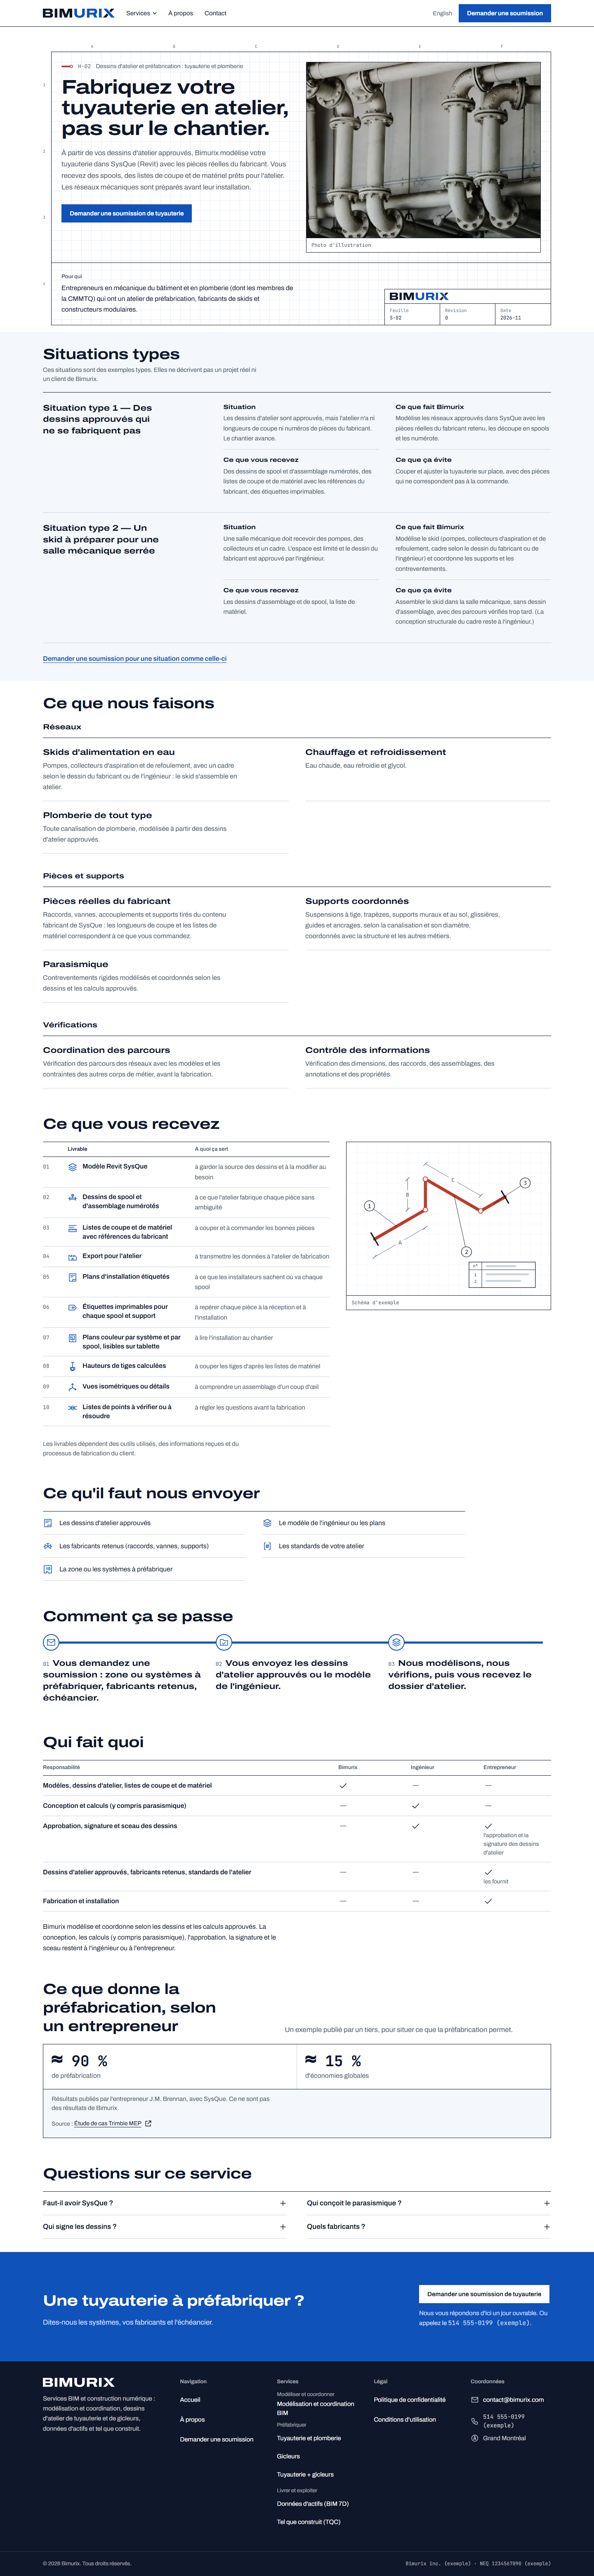 BIMURIX
Services
À propos
Contact
English
Demander une soumission
A
B
C
D
E
F
1
2
3
4
H-02 Dessins d'atelier et préfabrication : tuyauterie et plomberie
Fabriquez votre
tuyauterie en atelier,
pas sur le chantier.
À partir de vos dessins d'atelier approuvés, Bimurix modélise votre
tuyauterie dans SysQue (Revit) avec les pièces réelles du fabricant. Vous
recevez des spools, des listes de coupe et de matériel prêts pour l'atelier.
Les réseaux mécaniques sont préparés avant leur installation.
Demander une soumission de tuyauterie
Photo d'illustration
Pour qui
Entrepreneurs en mécanique du bâtiment et en plomberie (dont les membres de
la CMMTQ) qui ont un atelier de préfabrication, fabricants de skids et
constructeurs modulaires.
BIMURIX
Feuille
S-02
Révision
0
Date
2026-11
Situations types
Ces situations sont des exemples types. Elles ne décrivent pas un projet réel ni
un client de Bimurix.
Situation type 1 — Des
dessins approuvés qui
ne se fabriquent pas
Situation
Les dessins d'atelier sont approuvés, mais l'atelier n'a ni
longueurs de coupe ni numéros de pièces du fabricant.
Le chantier avance.
Ce que fait Bimurix
Modélise les réseaux approuvés dans SysQue avec les
pièces réelles du fabricant retenu, les découpe en spools
et les numérote.
Ce que vous recevez
Des dessins de spool et d'assemblage numérotés, des
listes de coupe et de matériel avec les références du
fabricant, des étiquettes imprimables.
Ce que ça évite
Couper et ajuster la tuyauterie sur place, avec des pièces
qui ne correspondent pas à la commande.
Situation type 2 — Un
skid à préparer pour une
salle mécanique serrée
Situation
Une salle mécanique doit recevoir des pompes, des
collecteurs et un cadre. L'espace est limité et le dessin du
fabricant est approuvé par l'ingénieur.
Ce que fait Bimurix
Modélise le skid (pompes, collecteurs d'aspiration et de
refoulement, cadre selon le dessin du fabricant ou de
l'ingénieur) et coordonne les supports et les
contreventements.
Ce que vous recevez
Les dessins d'assemblage et de spool, la liste de
matériel.
Ce que ça évite
Assembler le skid dans la salle mécanique, sans dessin
d'assemblage, avec des parcours vérifiés trop tard. (La
conception structurale du cadre reste à l'ingénieur.)
Demander une soumission pour une situation comme celle-ci
Ce que nous faisons
Réseaux
Skids d'alimentation en eau
Pompes, collecteurs d'aspiration et de refoulement, avec un cadre
selon le dessin du fabricant ou de l'ingénieur : le skid s'assemble en
atelier.
Chauffage et refroidissement
Eau chaude, eau refroidie et glycol.
Plomberie de tout type
Toute canalisation de plomberie, modélisée à partir des dessins
d'atelier approuvés.
Pièces et supports
Pièces réelles du fabricant
Raccords, vannes, accouplements et supports tirés du contenu
fabricant de SysQue : les longueurs de coupe et les listes de
matériel correspondent à ce que vous commandez.
Supports coordonnés
Suspensions à tige, trapèzes, supports muraux et au sol, glissières,
guides et ancrages, selon la canalisation et son diamètre,
coordonnés avec la structure et les autres métiers.
Parasismique
Contreventements rigides modélisés et coordonnés selon les
dessins et les calculs approuvés.
Vérifications
Coordination des parcours
Vérification des parcours des réseaux avec les modèles et les
contraintes des autres corps de métier, avant la fabrication.
Contrôle des informations
Vérification des dimensions, des raccords, des assemblages, des
annotations et des propriétés.
Ce que vous recevez
Livrable
À quoi ça sert
01 Modèle Revit SysQue
à garder la source des dessins et à la modifier au
besoin
02 Dessins de spool et
d'assemblage numérotés
à ce que l'atelier fabrique chaque pièce sans
ambiguïté
03 Listes de coupe et de matériel
avec références du fabricant
à couper et à commander les bonnes pièces
04 Export pour l'atelier
à transmettre les données à l'atelier de fabrication
05 Plans d'installation étiquetés
à ce que les installateurs sachent où va chaque
spool
06 Étiquettes imprimables pour
chaque spool et support
à repérer chaque pièce à la réception et à
l'installation
07 Plans couleur par système et par
spool, lisibles sur tablette
à lire l'installation au chantier
08 Hauteurs de tiges calculées
à couper les tiges d'après les listes de matériel
09 Vues isométriques ou détails
à comprendre un assemblage d'un coup d'œil
10 Listes de points à vérifier ou à
résoudre
à régler les questions avant la fabrication
1
2
3
A
B
C
N°
1
2
Schéma d'exemple
Les livrables dépendent des outils utilisés, des informations reçues et du
processus de fabrication du client.
Ce qu'il faut nous envoyer
Les dessins d'atelier approuvés
Le modèle de l'ingénieur ou les plans
Les fabricants retenus (raccords, vannes, supports)
Les standards de votre atelier
La zone ou les systèmes à préfabriquer
Comment ça se passe
01 Vous demandez une
soumission : zone ou systèmes à
préfabriquer, fabricants retenus,
échéancier.
02 Vous envoyez les dessins
d'atelier approuvés ou le modèle
de l'ingénieur.
03 Nous modélisons, nous
vérifions, puis vous recevez le
dossier d'atelier.
Qui fait quoi
Responsabilité
Bimurix
Ingénieur
Entrepreneur
Modèles, dessins d'atelier, listes de coupe et de matériel
— —
Conception et calculs (y compris parasismique)
— —
Approbation, signature et sceau des dessins
—
l'approbation et la
signature des dessins
d'atelier
Dessins d'atelier approuvés, fabricants retenus, standards de l'atelier
— —
les fournit
Fabrication et installation
— —
Bimurix modélise et coordonne selon les dessins et les calculs approuvés. La
conception, les calculs (y compris parasismique), l'approbation, la signature et le
sceau restent à l'ingénieur ou à l'entrepreneur.
Ce que donne la
préfabrication, selon
un entrepreneur
Un exemple publié par un tiers, pour situer ce que la préfabrication permet.
≈ 90 %
de préfabrication
≈ 15 %
d'économies globales
Résultats publiés par l'entrepreneur J.M. Brennan, avec SysQue. Ce ne sont pas
des résultats de Bimurix.
Source : Étude de cas Trimble MEP
Questions sur ce service
Faut-il avoir SysQue ?
Qui conçoit le parasismique ?
Qui signe les dessins ?
Quels fabricants ?
Une tuyauterie à préfabriquer ?
Dites-nous les systèmes, vos fabricants et l'échéancier.
Demander une soumission de tuyauterie
Nous vous répondons d'ici un jour ouvrable. Ou
appelez le 514 555-0199 (exemple).
BIMURIX
Services BIM et construction numérique :
modélisation et coordination, dessins
d'atelier de tuyauterie et de gicleurs,
données d'actifs et tel que construit.
Navigation
Accueil
À propos
Demander une soumission
Services
Modéliser et coordonner
Modélisation et coordination
BIM
Préfabriquer
Tuyauterie et plomberie
Gicleurs
Tuyauterie + gicleurs
Livrer et exploiter
Données d'actifs (BIM 7D)
Tel que construit (TQC)
Légal
Politique de confidentialité
Conditions d'utilisation
Coordonnées
contact@bimurix.com
514 555-0199
(exemple)
Grand Montréal
© 2026 Bimurix. Tous droits réservés.
Bimurix inc. (exemple) · NEQ 1234567890 (exemple)